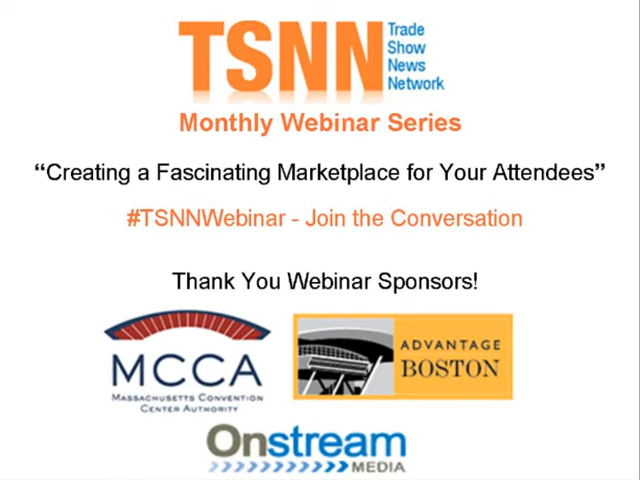 TSNN
Trade
Show
News
Network
Monthly Webinar Series
“Creating a Fascinating Marketplace for Your Attendees”
#TSNNWebinar - Join the Conversation
Thank You Webinar Sponsors!
MCCA
MASSACHUSETTS CONVENTION
CENTER AUTHORITY
ADVANTAGE
BOSTON
Onstream
MEDIA